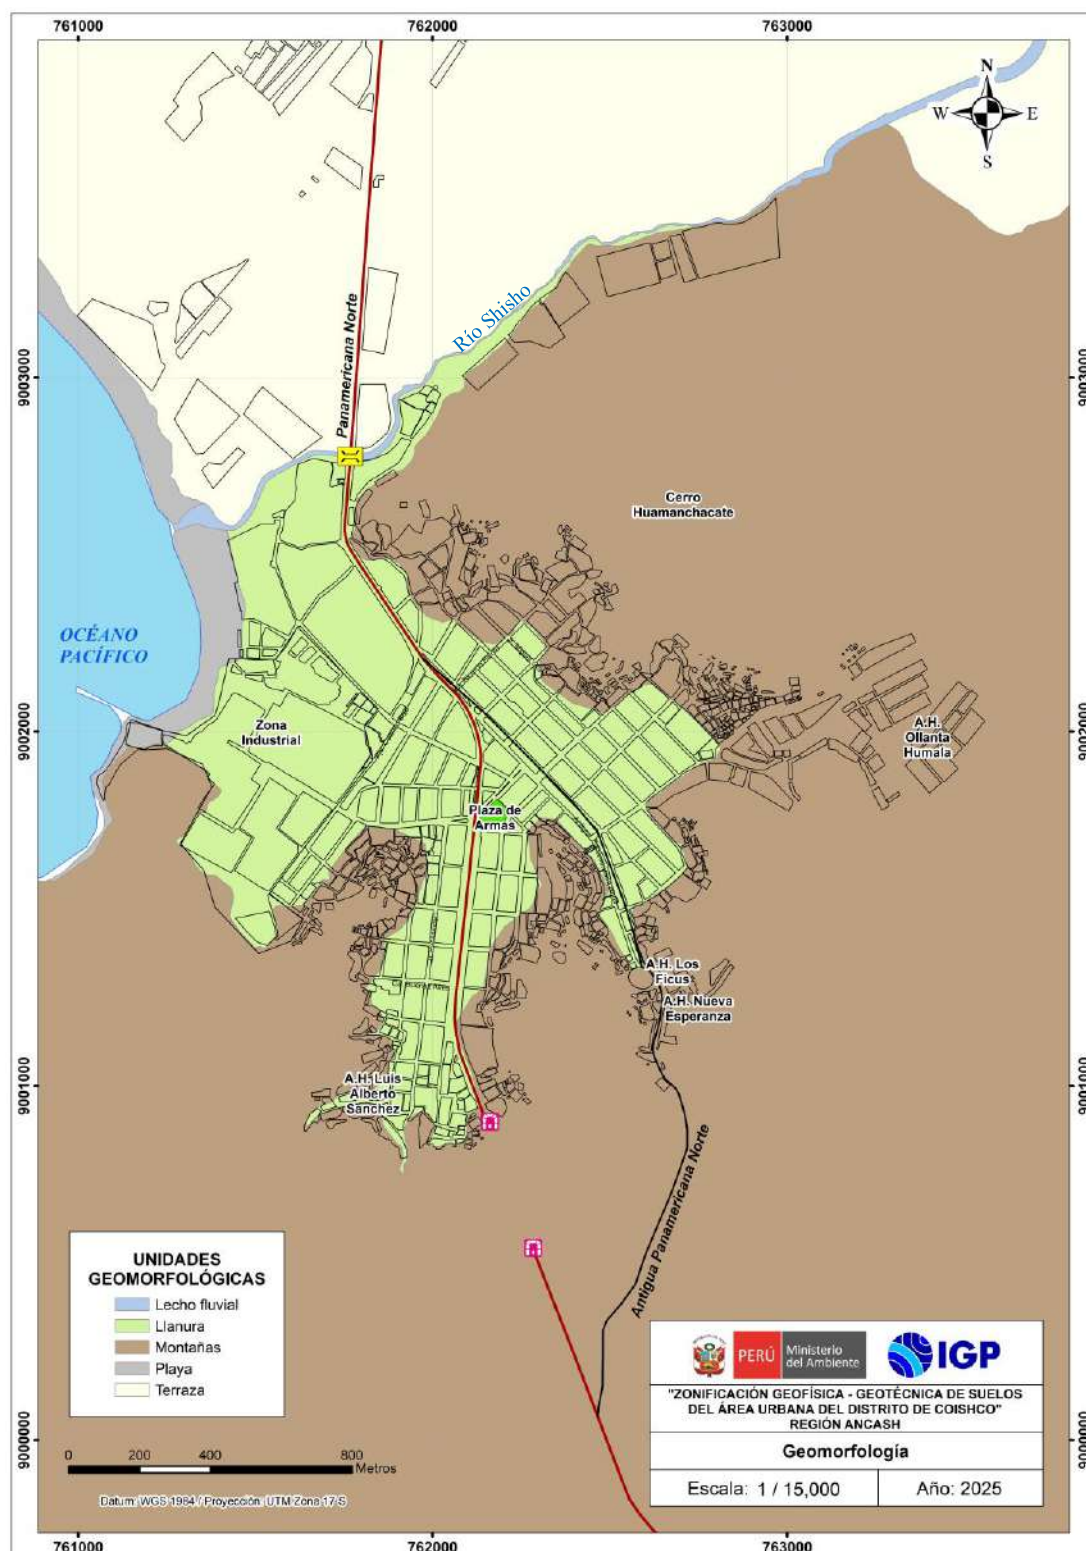 761000
762000
763000
N
W
E
S
Río Shisho
Panamericana Norte
9003000
9003000
Cerro
Huamanchacate
OCÉANO
PACÍFICO
9002000
9002000
Zona
Industrial
A.H.
Ollanta
Humala
Plaza de
Armas
A.H. Los
Ficus
A.H. Nueva
Esperanza
9001000
9001000
A.H. Luis
Alberto
Sanchez
Antigua Panamericana Norte
UNIDADES
GEOMORFOLÓGICAS
Lecho fluvial
Llanura
Montañas
Playa
Terraza
PERÚ
Ministerio
del Ambiente
IGP
"ZONIFICACIÓN GEOFÍSICA - GEOTÉCNICA DE SUELOS
DEL ÁREA URBANA DEL DISTRITO DE COISHCO"
REGIÓN ANCASH
Geomorfología
Escala: 1 / 15,000
Año: 2025
9000000
9000000
0
200
400
800
Metros
Datum: WGS 1984 / Proyección: UTM Zona 17 S
761000
762000
763000